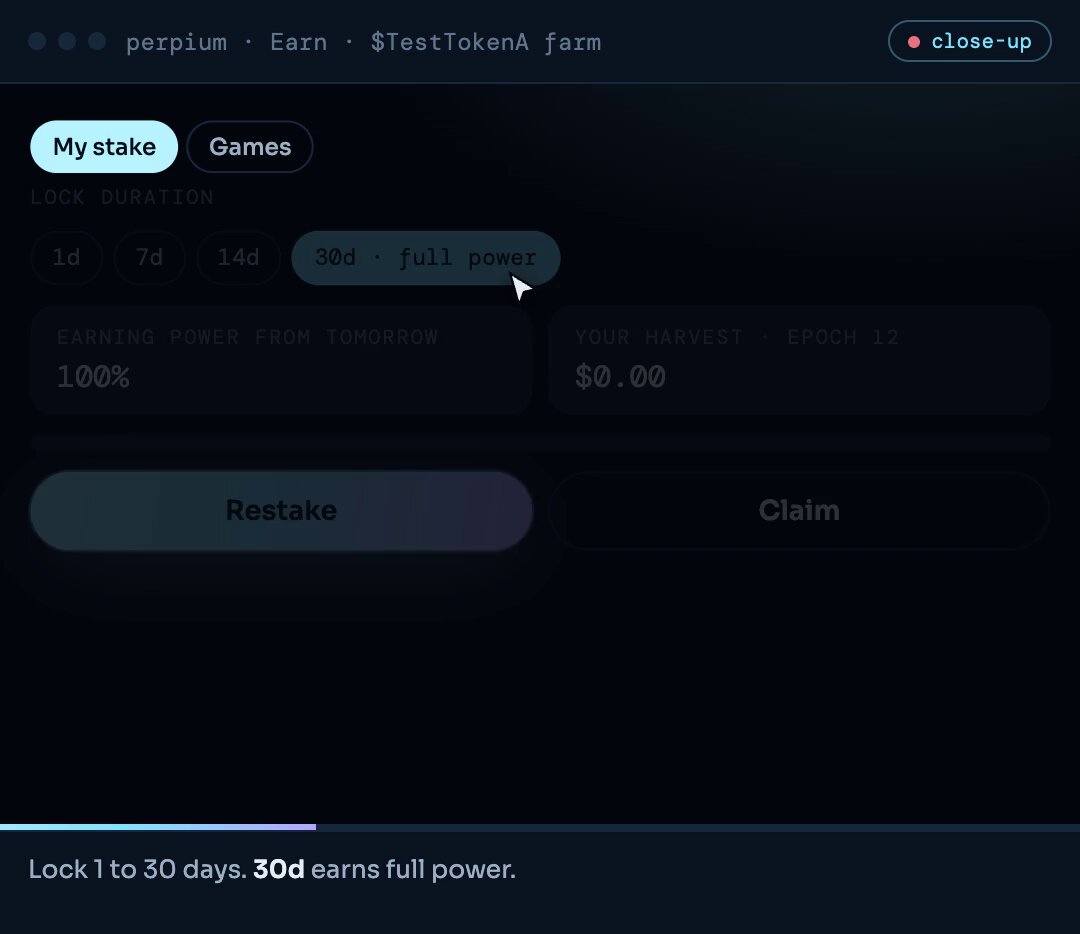 perpium · Earn · $TestTokenA farm
close-up
My stake
Games
LOCK DURATION
1d
7d
14d
30d · full power
EARNING POWER FROM TOMORROW
100%
YOUR HARVEST · EPOCH 12
$0.00
Restake
Claim
Lock 1 to 30 days. 30d earns full power.